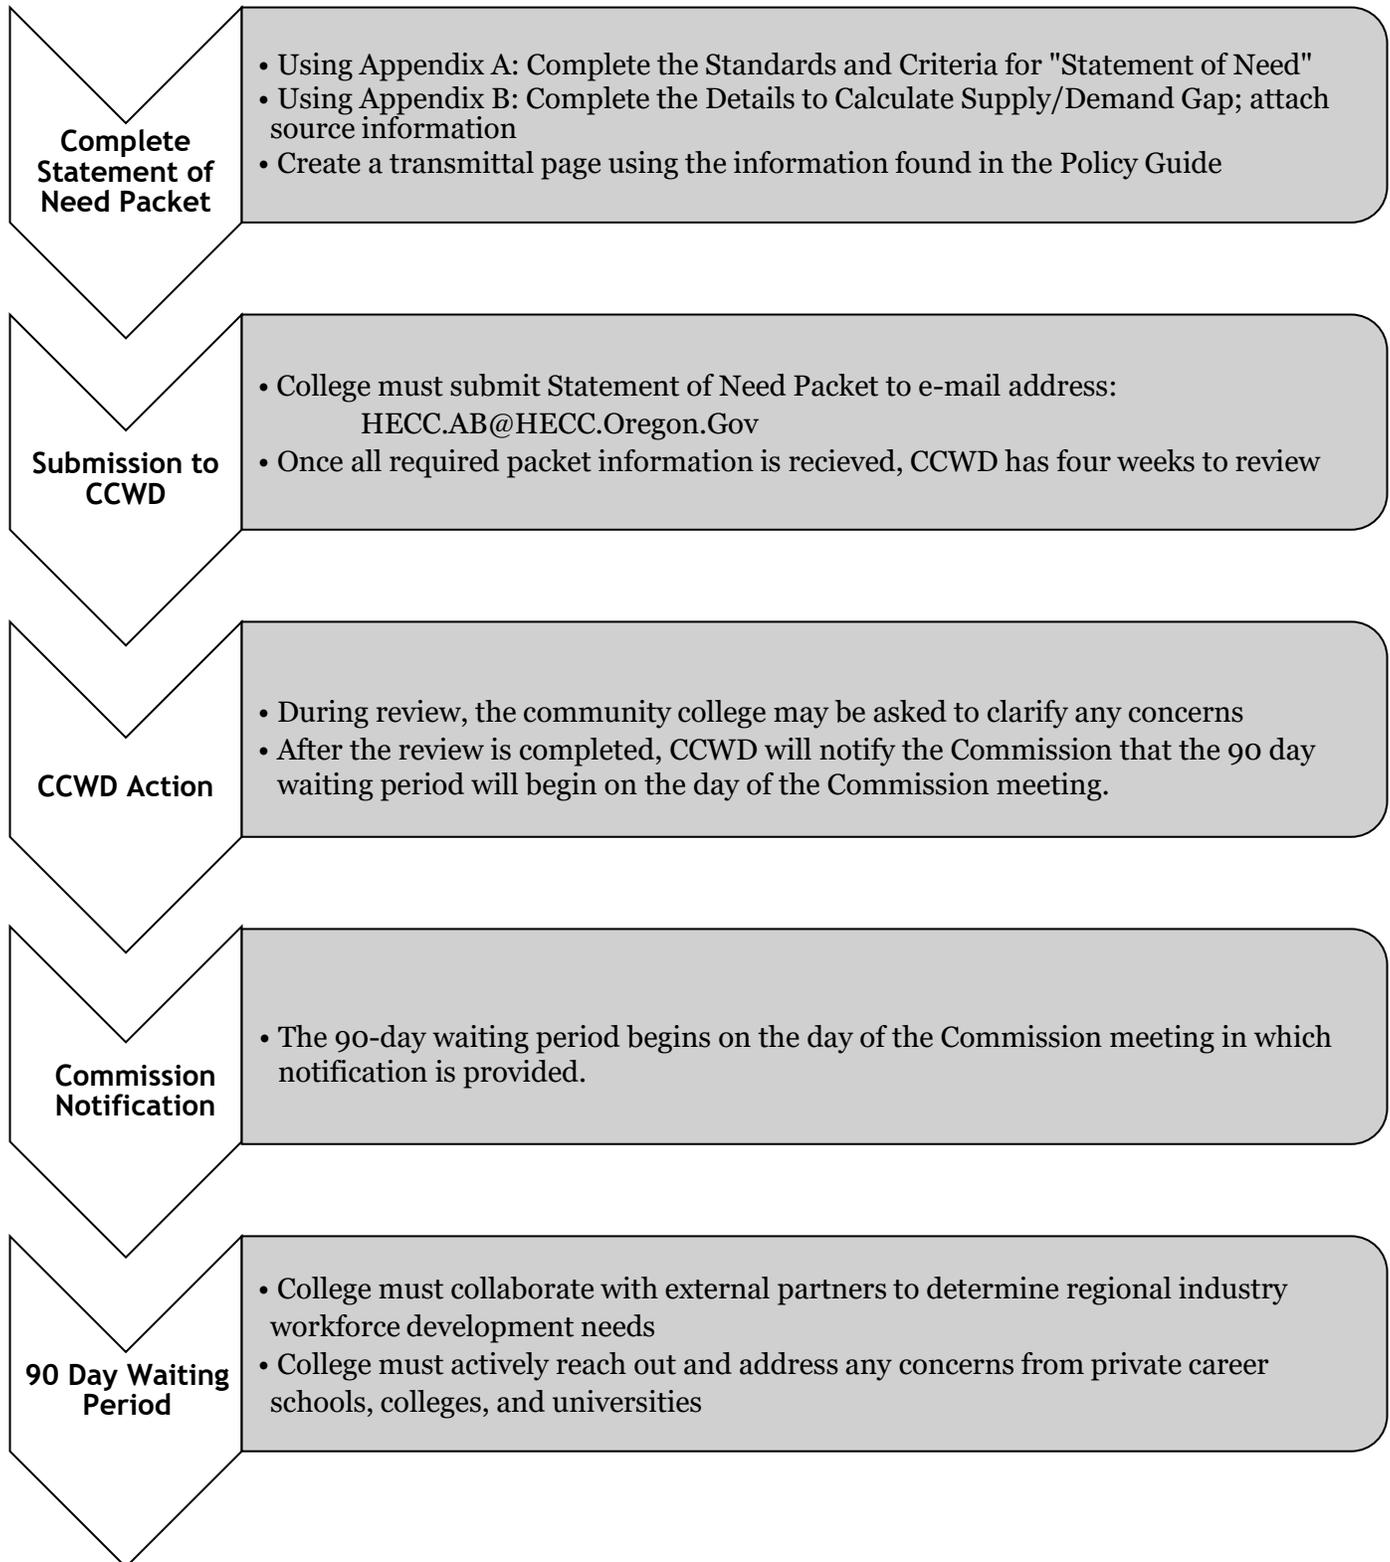 Complete
Statement of
Need Packet
• Using Appendix A: Complete the Standards and Criteria for "Statement of Need"
• Using Appendix B: Complete the Details to Calculate Supply/Demand Gap; attach
source information
• Create a transmittal page using the information found in the Policy Guide
Submission to
CCWD
• College must submit Statement of Need Packet to e-mail address:
HECC.AB@HECC.Oregon.Gov
• Once all required packet information is recieved, CCWD has four weeks to review
CCWD Action
• During review, the community college may be asked to clarify any concerns
• After the review is completed, CCWD will notify the Commission that the 90 day
waiting period will begin on the day of the Commission meeting.
Commission
Notification
• The 90-day waiting period begins on the day of the Commission meeting in which
notification is provided.
90 Day Waiting
Period
• College must collaborate with external partners to determine regional industry
workforce development needs
• College must actively reach out and address any concerns from private career
schools, colleges, and universities